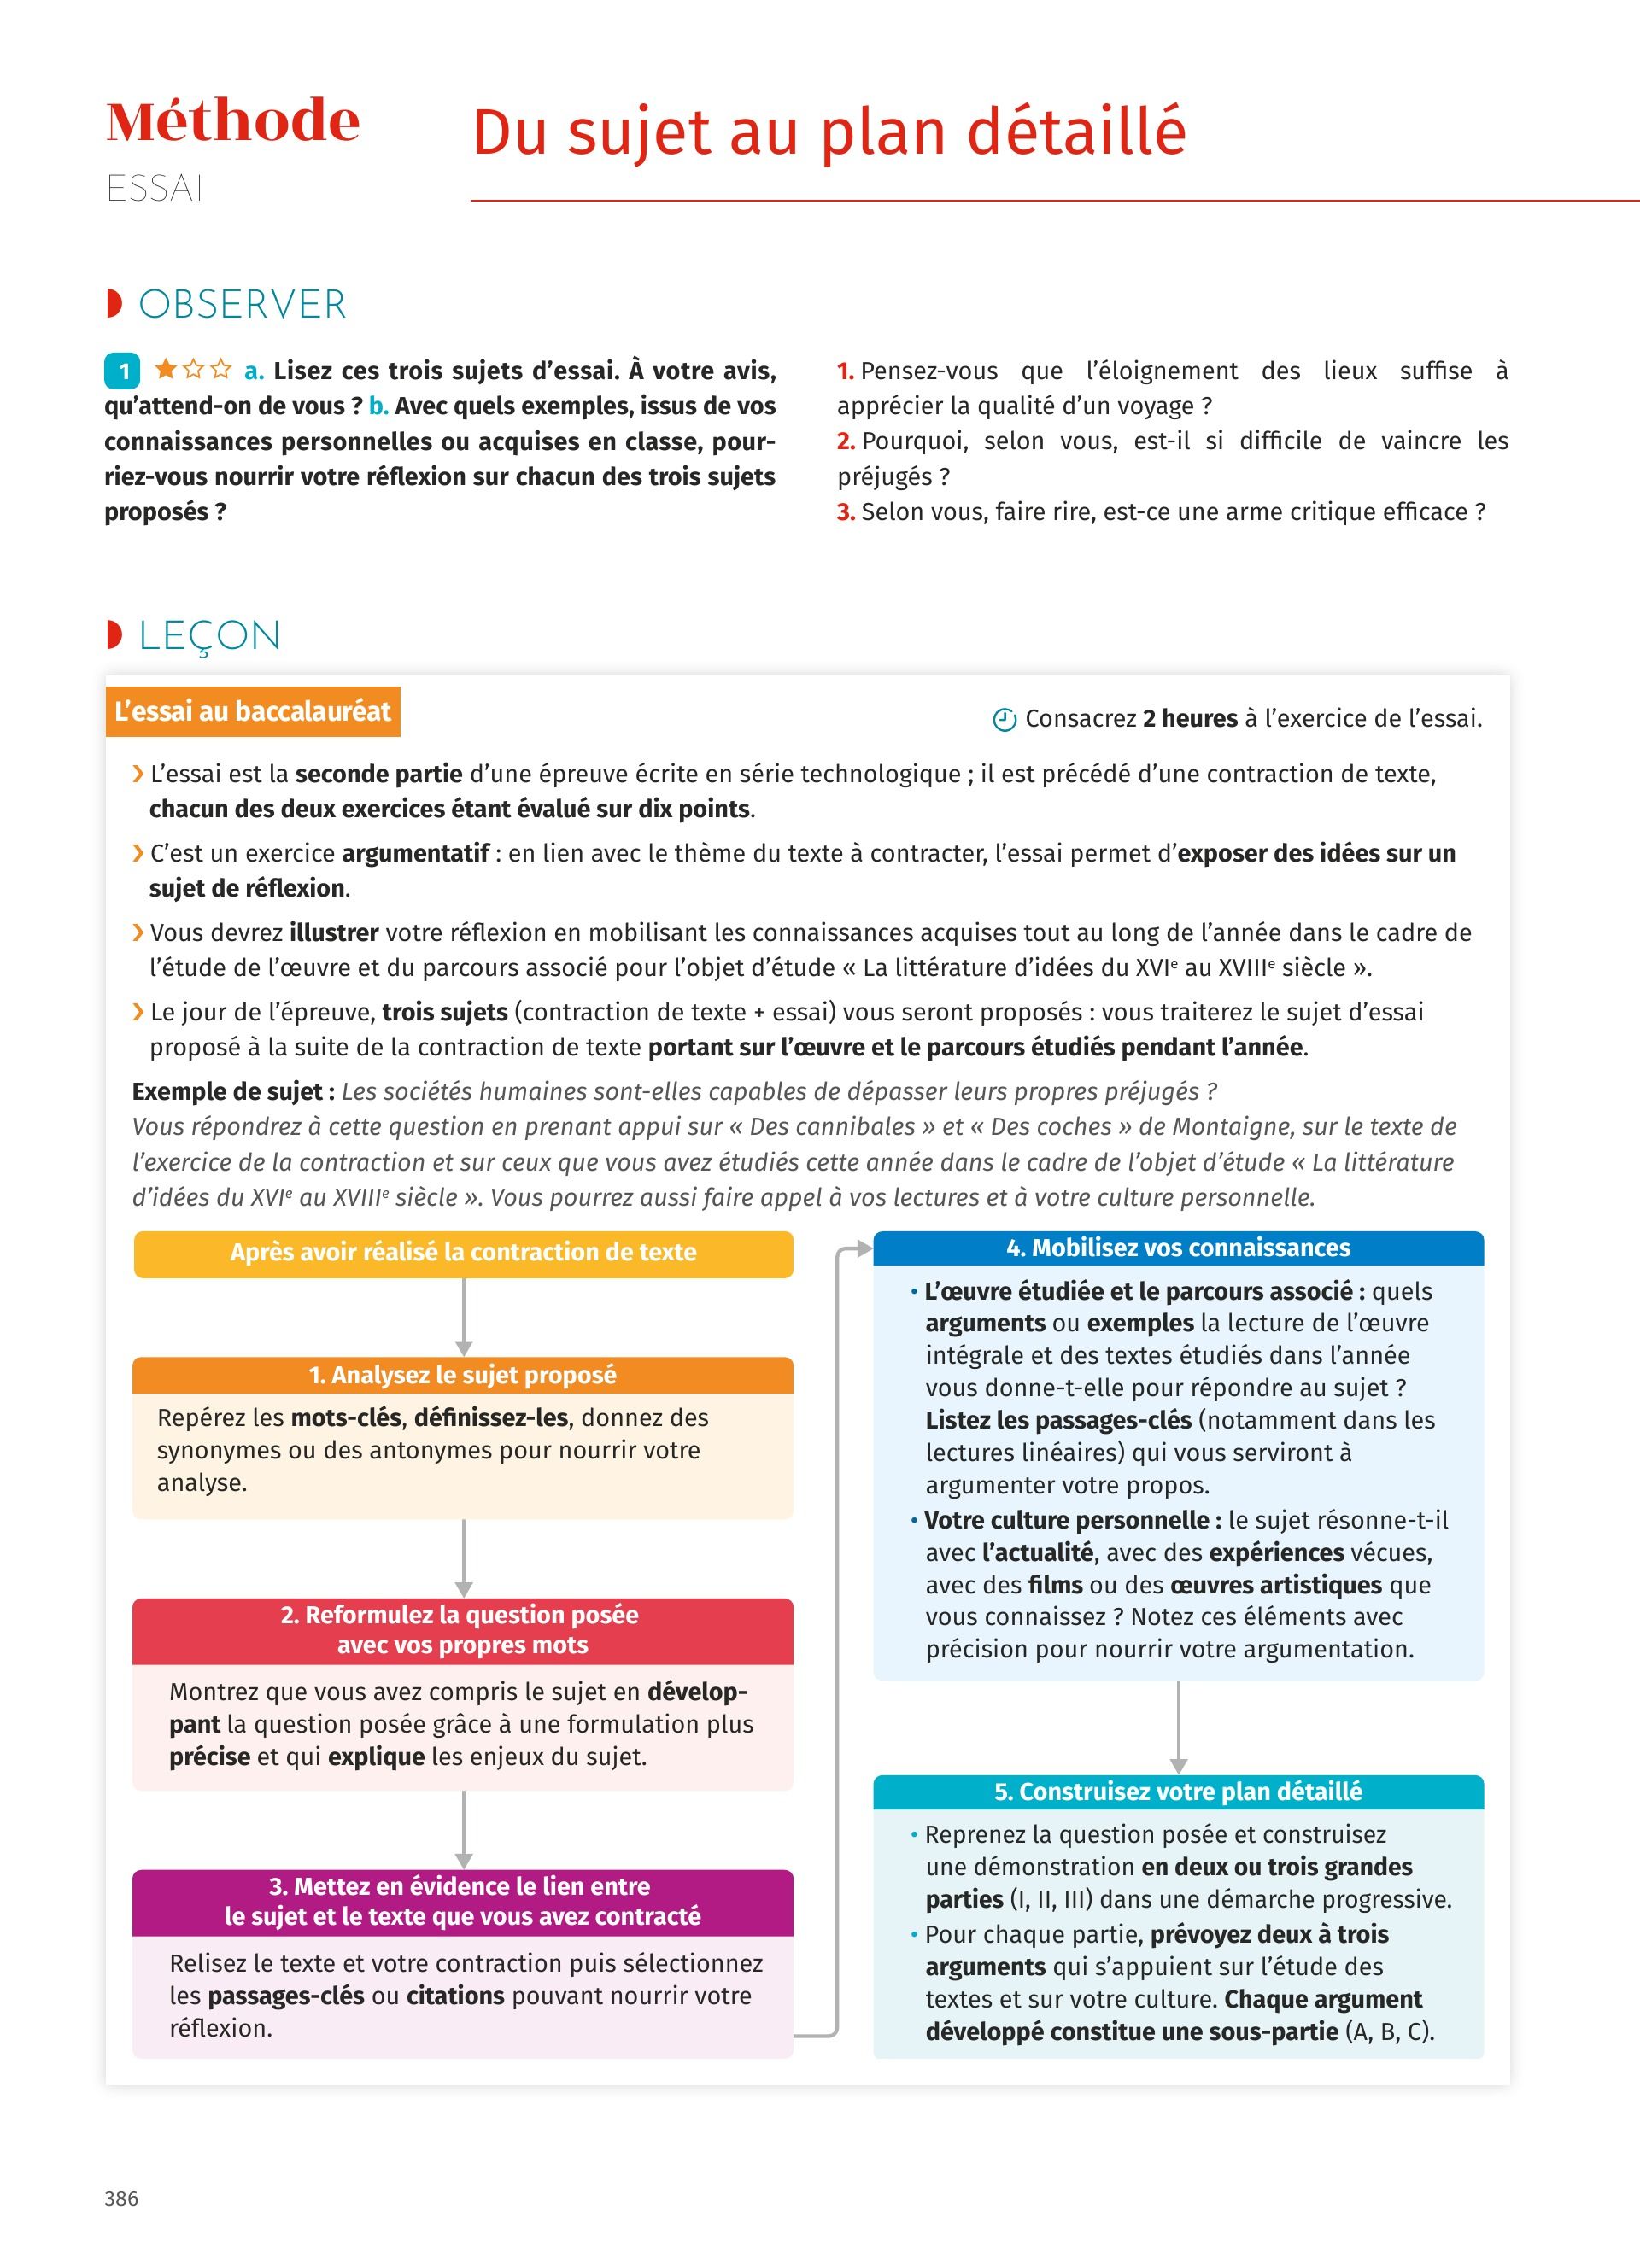 Méthode
ESSAI
Du sujet au plan détaillé
OBSERVER
1 a. Lisez ces trois sujets d’essai. À votre avis,
qu’attend-on de vous ? b. Avec quels exemples, issus de vos
connaissances personnelles ou acquises en classe, pour-
riez-vous nourrir votre réflexion sur chacun des trois sujets
proposés ?
1. Pensez-vous que l’éloignement des lieux suffise à
apprécier la qualité d’un voyage ?
2. Pourquoi, selon vous, est-il si difficile de vaincre les
préjugés ?
3. Selon vous, faire rire, est-ce une arme critique efficace ?
LEÇON
L’essai au baccalauréat
Consacrez 2 heures à l’exercice de l’essai.
› L’essai est la seconde partie d’une épreuve écrite en série technologique ; il est précédé d’une contraction de texte,
chacun des deux exercices étant évalué sur dix points.
› C’est un exercice argumentatif : en lien avec le thème du texte à contracter, l’essai permet d’exposer des idées sur un
sujet de réflexion.
› Vous devrez illustrer votre réflexion en mobilisant les connaissances acquises tout au long de l’année dans le cadre de
l’étude de l’œuvre et du parcours associé pour l’objet d’étude « La littérature d’idées du XVIe au XVIIIe siècle ».
› Le jour de l’épreuve, trois sujets (contraction de texte + essai) vous seront proposés : vous traiterez le sujet d’essai
proposé à la suite de la contraction de texte portant sur l’œuvre et le parcours étudiés pendant l’année.
Exemple de sujet : Les sociétés humaines sont-elles capables de dépasser leurs propres préjugés ?
Vous répondrez à cette question en prenant appui sur « Des cannibales » et « Des coches » de Montaigne, sur le texte de
l’exercice de la contraction et sur ceux que vous avez étudiés cette année dans le cadre de l’objet d’étude « La littérature
d’idées du XVIe au XVIIIe siècle ». Vous pourrez aussi faire appel à vos lectures et à votre culture personnelle.
Après avoir réalisé la contraction de texte
1. Analysez le sujet proposé
Repérez les mots-clés, définissez-les, donnez des
synonymes ou des antonymes pour nourrir votre
analyse.
2. Reformulez la question posée
avec vos propres mots
Montrez que vous avez compris le sujet en dévelop-
pant la question posée grâce à une formulation plus
précise et qui explique les enjeux du sujet.
3. Mettez en évidence le lien entre
le sujet et le texte que vous avez contracté
Relisez le texte et votre contraction puis sélectionnez
les passages-clés ou citations pouvant nourrir votre
réflexion.
4. Mobilisez vos connaissances
• L’œuvre étudiée et le parcours associé : quels
arguments ou exemples la lecture de l’œuvre
intégrale et des textes étudiés dans l’année
vous donne-t-elle pour répondre au sujet ?
Listez les passages-clés (notamment dans les
lectures linéaires) qui vous serviront à
argumenter votre propos.
• Votre culture personnelle : le sujet résonne-t-il
avec l’actualité, avec des expériences vécues,
avec des films ou des œuvres artistiques que
vous connaissez ? Notez ces éléments avec
précision pour nourrir votre argumentation.
5. Construisez votre plan détaillé
• Reprenez la question posée et construisez
une démonstration en deux ou trois grandes
parties (I, II, III) dans une démarche progressive.
• Pour chaque partie, prévoyez deux à trois
arguments qui s’appuient sur l’étude des
textes et sur votre culture. Chaque argument
développé constitue une sous-partie (A, B, C).
386